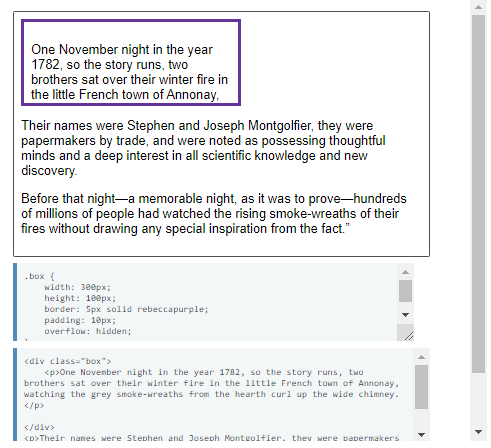 One November night in the year
1782, so the story runs, two
brothers sat over their winter fire in
the little French town of Annonay,
Their names were Stephen and Joseph Montgolfier, they were
papermakers by trade, and were noted as possessing thoughtful
minds and a deep interest in all scientific knowledge and new
discovery.
Before that night—a memorable night, as it was to prove—hundreds
of millions of people had watched the rising smoke-wreaths of their
fires without drawing any special inspiration from the fact.”
.box {
width: 300px;
height: 100px;
border: 5px solid rebeccapurple;
padding: 10px;
overflow: hidden;
<div class="box">
<p>One November night in the year 1782, so the story runs, two
brothers sat over their winter fire in the little French town of Annonay,
watching the grey smoke-wreaths from the hearth curl up the wide chimney.
</p>
</div>
<p>Their names were Stephen and Joseph Montgolfier, they were papermakers